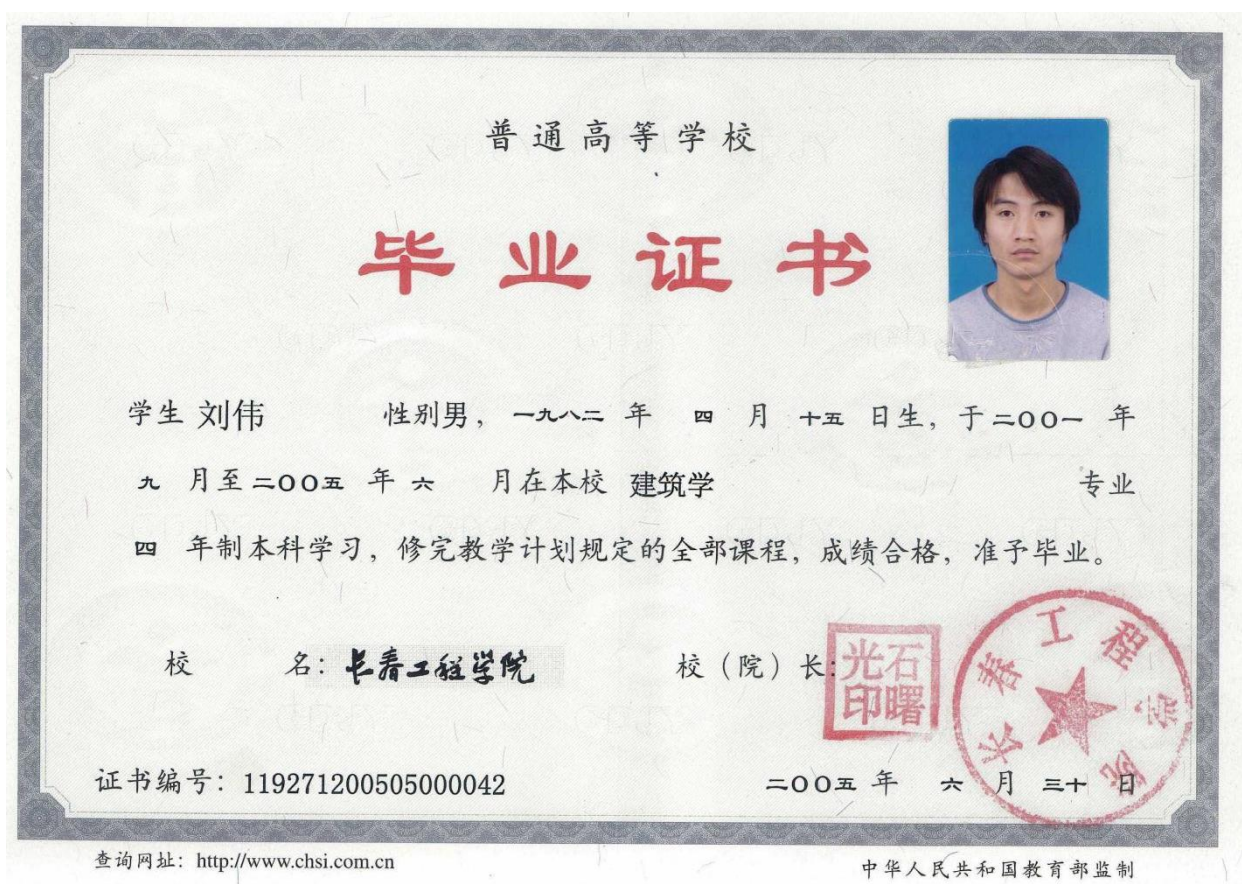 普通高等学校
毕业证书
学生 刘伟 性别男，一九八二 年 四 月 十五 日生，于二〇〇一 年
九 月至二〇〇五 年 六 月在本校 建筑学 专业
四 年制本科学习，修完教学计划规定的全部课程，成绩合格，准予毕业。
校 名：长春工程学院 校（院）长：
石曙光印
长春工程学院
证书编号：119271200505000042 二〇〇五 年 六 月 三十 日
查询网址：http://www.chsi.com.cn 中华人民共和国教育部监制